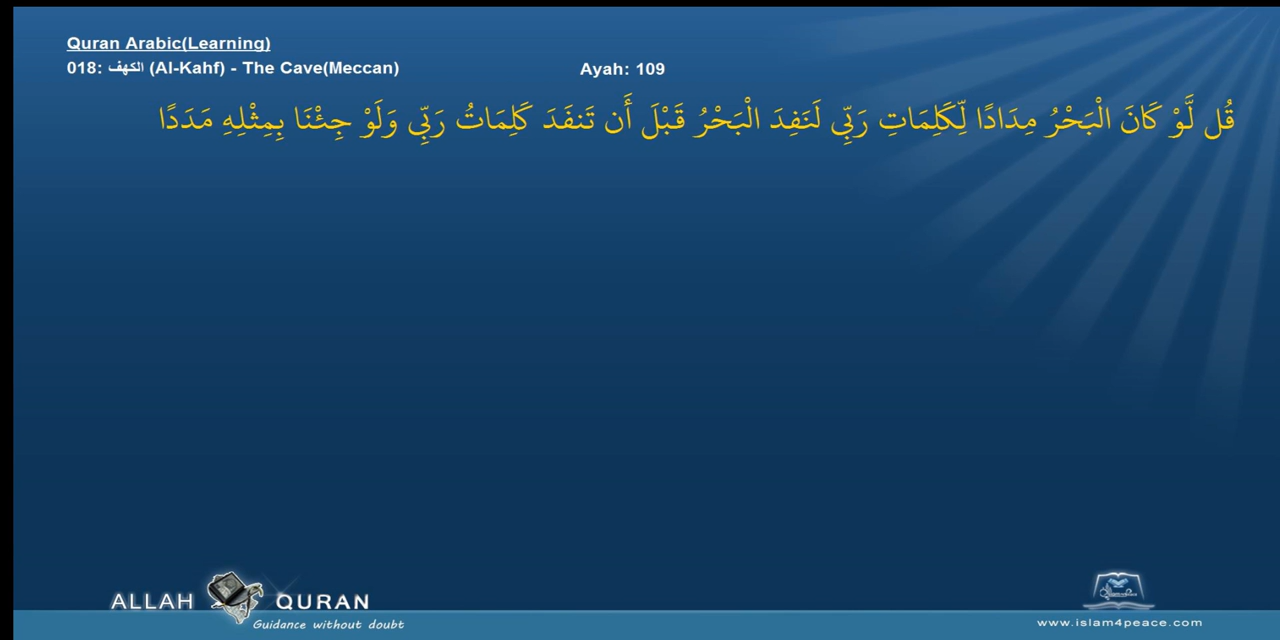 Quran Arabic(Learning)
018: الكهف (Al-Kahf) - The Cave(Meccan)
Ayah: 109
قُل لَّوْ كَانَ الْبَحْرُ مِدَادًا لِّكَلِمَاتِ رَبِّي لَنَفِدَ الْبَحْرُ قَبْلَ أَن تَنفَدَ كَلِمَاتُ رَبِّي وَلَوْ جِئْنَا بِمِثْلِهِ مَدَدًا
ALLAH QURAN
Guidance without doubt
www.islam4peace.com